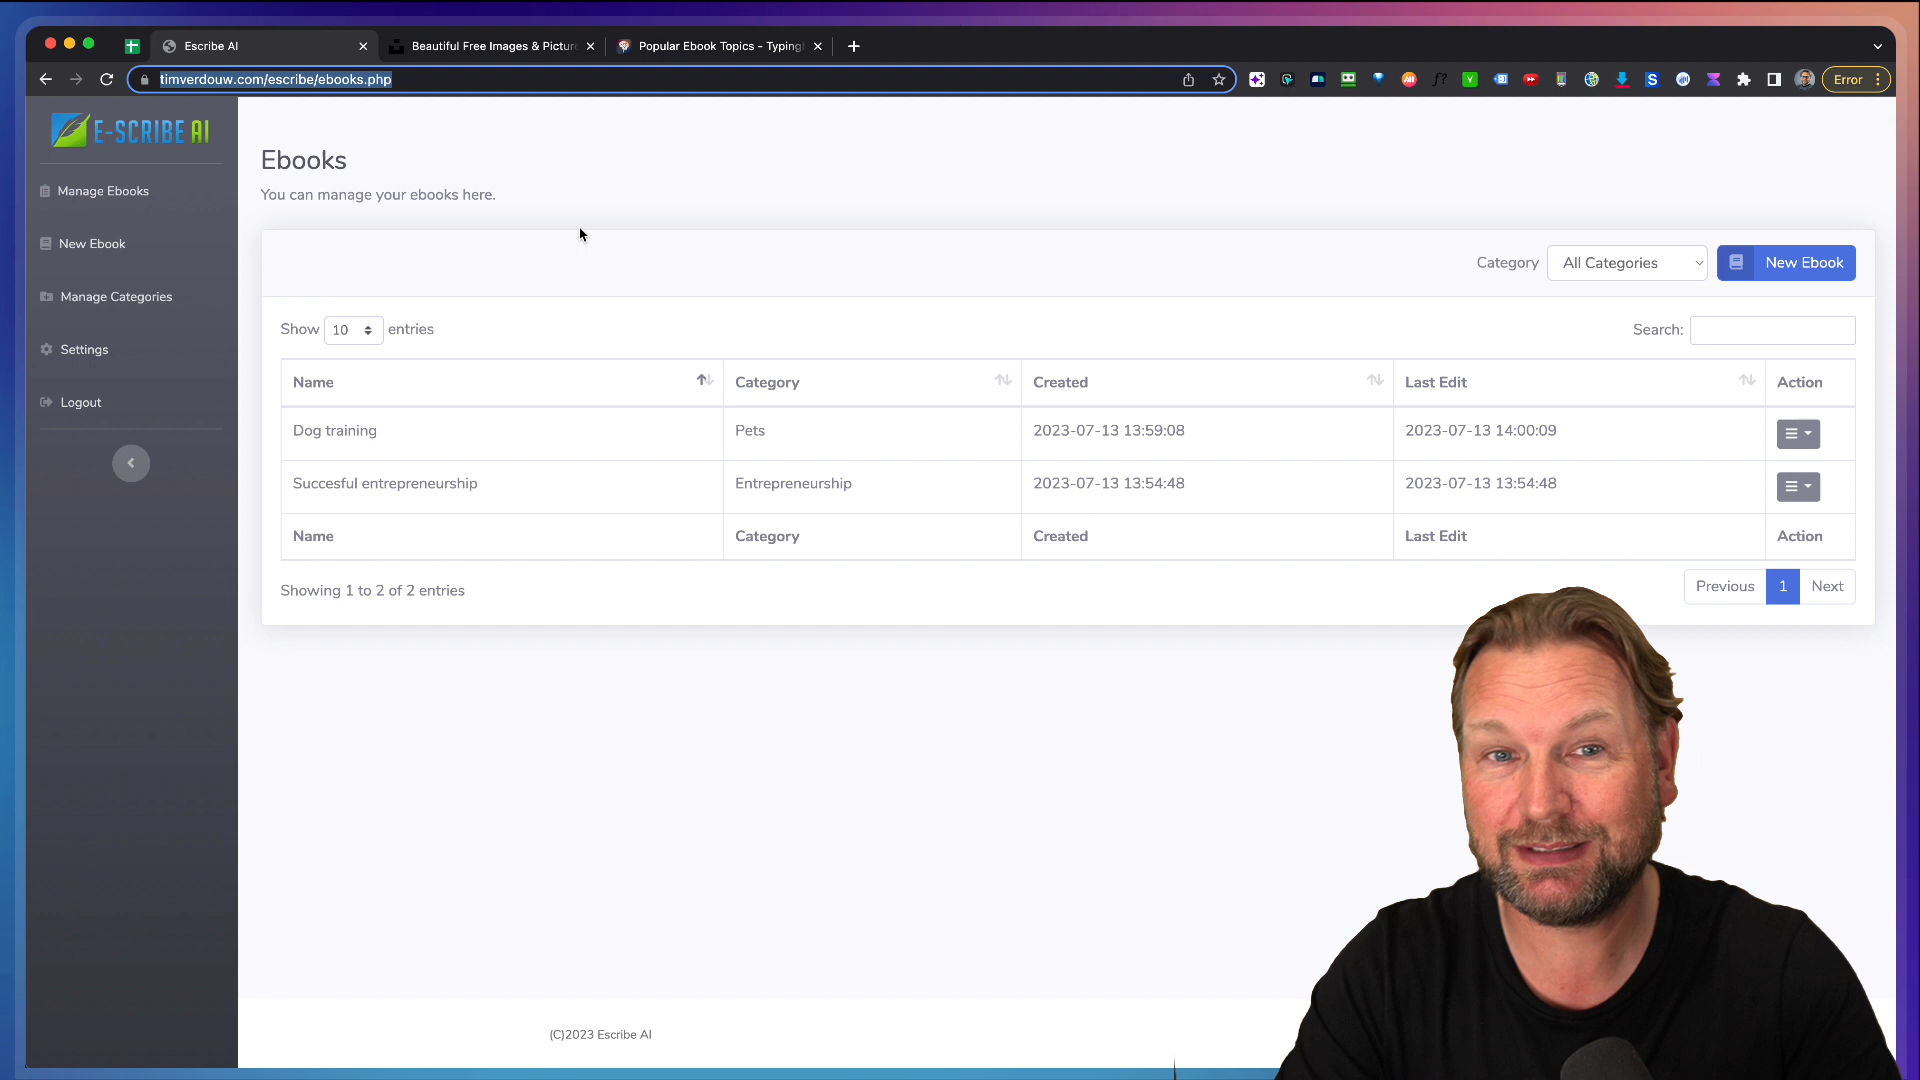 Escribe AI
Beautiful Free Images & Pictur
Popular Ebook Topics - Typing
timverdouw.com/escribe/ebooks.php
Error
E-SCRIBE AI
Manage Ebooks
New Ebook
Manage Categories
Settings
Logout
Ebooks
You can manage your ebooks here.
Category All Categories New Ebook
Show 10 entries Search:
Name Category Created Last Edit Action
Dog training Pets 2023-07-13 13:59:08 2023-07-13 14:00:09
Succesful entrepreneurship Entrepreneurship 2023-07-13 13:54:48 2023-07-13 13:54:48
Name Category Created Last Edit Action
Showing 1 to 2 of 2 entries Previous 1 Next
(C)2023 Escribe AI